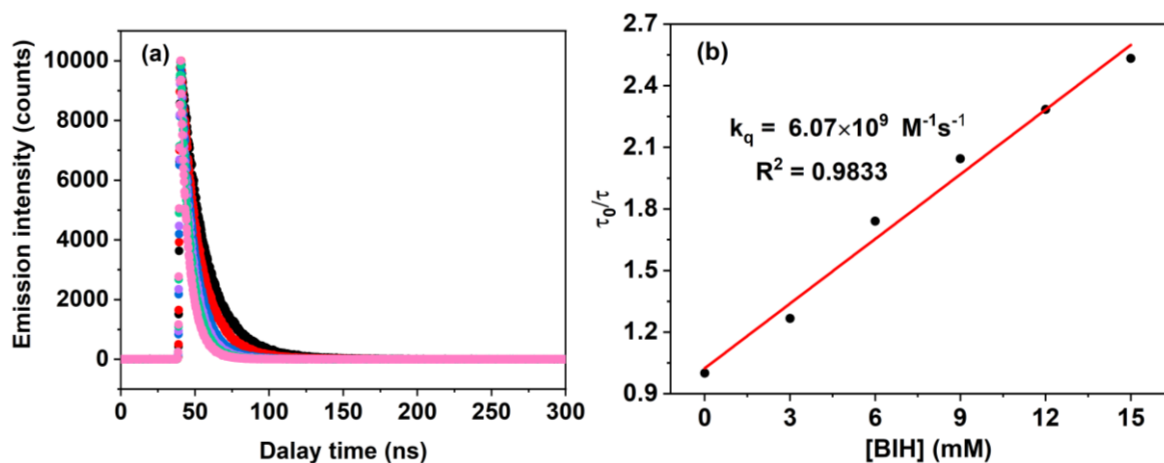 (a)
Emission intensity (counts)
10000
8000
6000
4000
2000
0
0 50 100 150 200 250 300
Dalay time (ns)
(b)
τ₀/τ
2.7
2.4
2.1
1.8
1.5
1.2
0.9
k_q = 6.07×10⁹ M⁻¹s⁻¹
R² = 0.9833
0 3 6 9 12 15
[BIH] (mM)